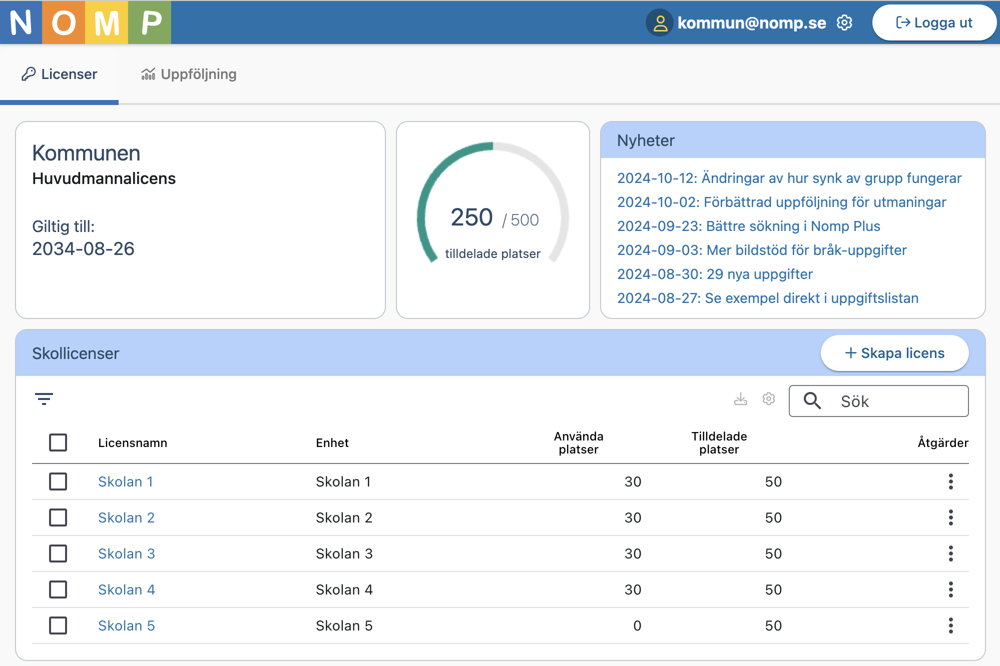 NOMP
kommun@nomp.se
Logga ut
Licenser
Uppföljning
Kommunen
Huvudmannalicens
Giltig till:
2034-08-26
250 / 500
tilldelade platser
Nyheter
2024-10-12: Ändringar av hur synk av grupp fungerar
2024-10-02: Förbättrad uppföljning för utmaningar
2024-09-23: Bättre sökning i Nomp Plus
2024-09-03: Mer bildstöd för bråk-uppgifter
2024-08-30: 29 nya uppgifter
2024-08-27: Se exempel direkt i uppgiftslistan
Skollicenser
+ Skapa licens
Sök
Licensnamn Enhet Använda platser Tilldelade platser Åtgärder
Skolan 1 Skolan 1 30 50
Skolan 2 Skolan 2 30 50
Skolan 3 Skolan 3 30 50
Skolan 4 Skolan 4 30 50
Skolan 5 Skolan 5 0 50